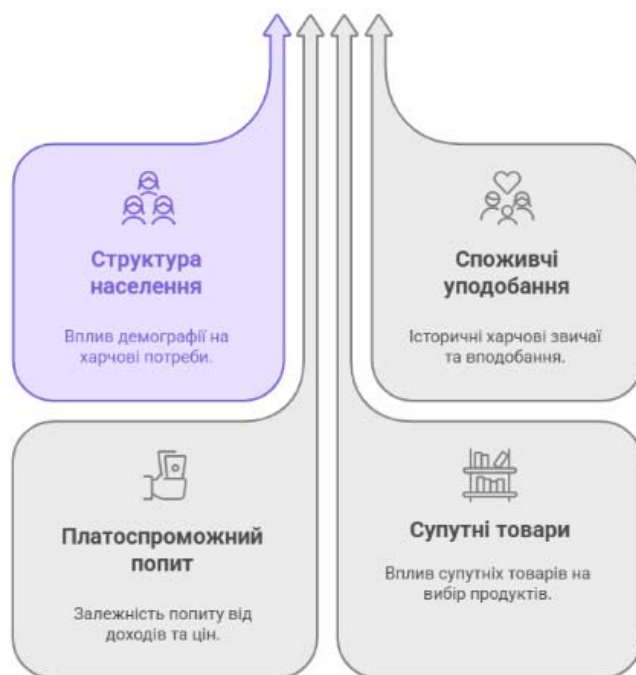 Структура
населення
Вплив демографії на
харчові потреби.
Споживчі
уподобання
Історичні харчові звичаї
та вподобання.
Платоспроможний
попит
Залежність попиту від
доходів та цін.
Супутні товари
Вплив супутніх товарів на
вибір продуктів.